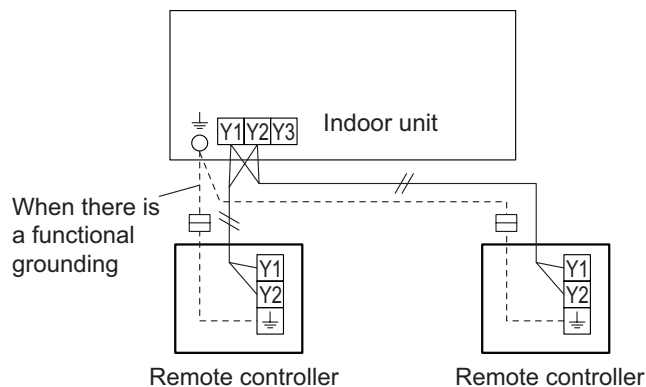 Y1 Y2 Y3
Indoor unit
When there is
a functional
grounding
Y1
Y2
Y1
Y2
Remote controller
Remote controller